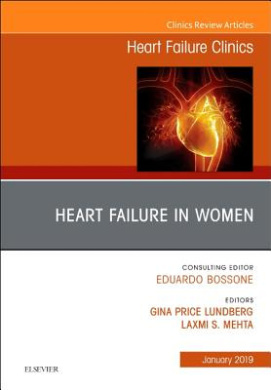 Clinics Review Articles
Heart Failure Clinics
HEART FAILURE IN WOMEN
CONSULTING EDITOR
EDUARDO BOSSONE
EDITORS
GINA PRICE LUNDBERG
LAXMI S. MEHTA
ELSEVIER
January 2019